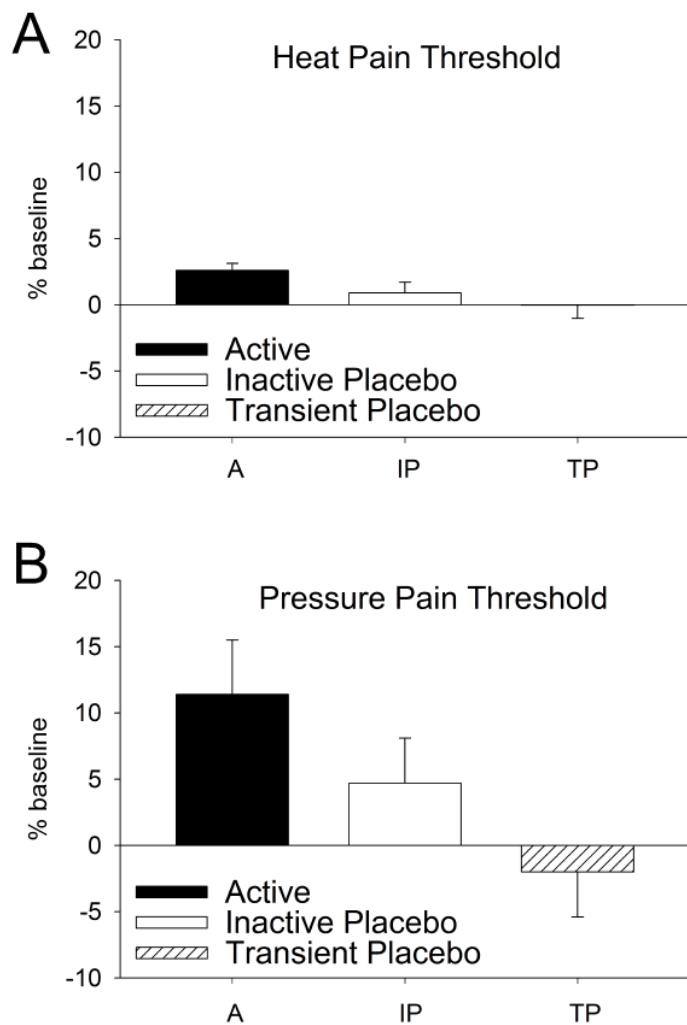 A
Heat Pain Threshold
% baseline
20
15
10
5
0
-5
-10
Active
Inactive Placebo
Transient Placebo
A IP TP
B
Pressure Pain Threshold
% baseline
20
15
10
5
0
-5
-10
Active
Inactive Placebo
Transient Placebo
A IP TP